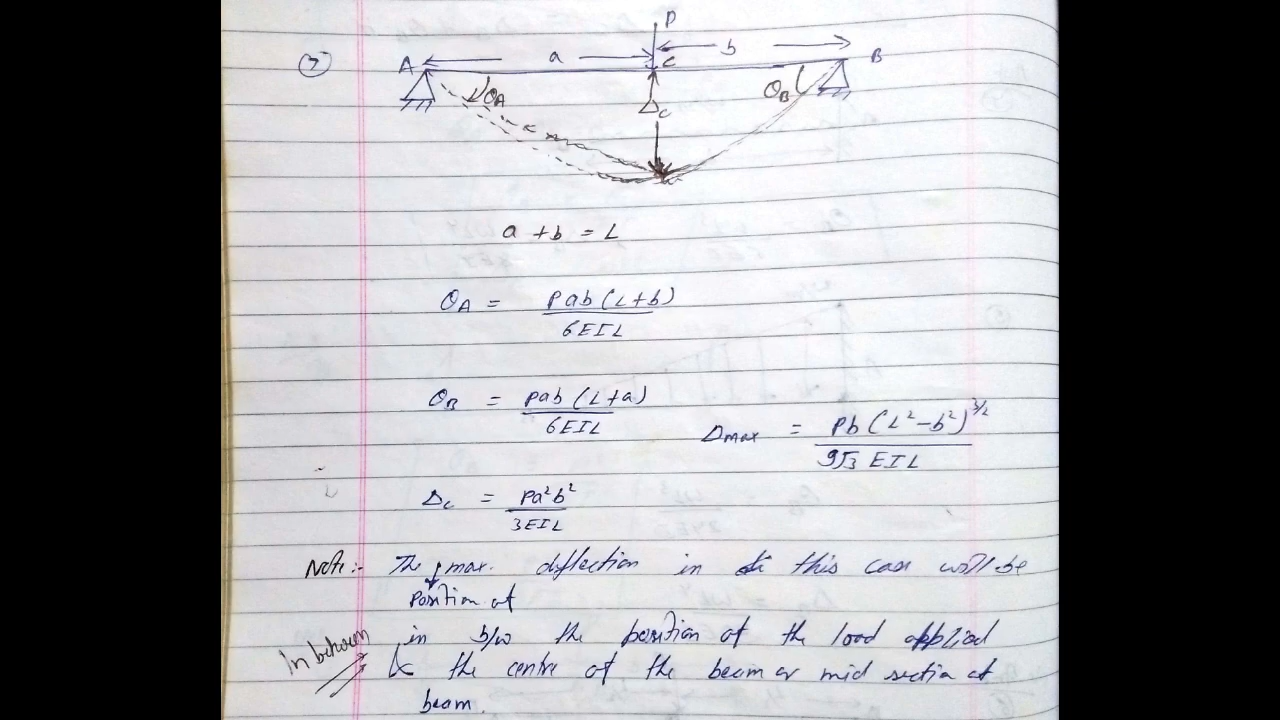 P
a
b
7
A
C
B
θA
Δc
θB
a + b = L
θA = Pab (L+b) / 6EIL
θB = Pab (L+a) / 6EIL
Δmax = Pb (L²-b²)^3/2 / 9√3 EIL
Δc = Pa²b² / 3EIL
Note:- The max. deflection in this case will be
Position of
in b/w the position of the load applied
In between
& the centre of the beam or mid section of
beam.